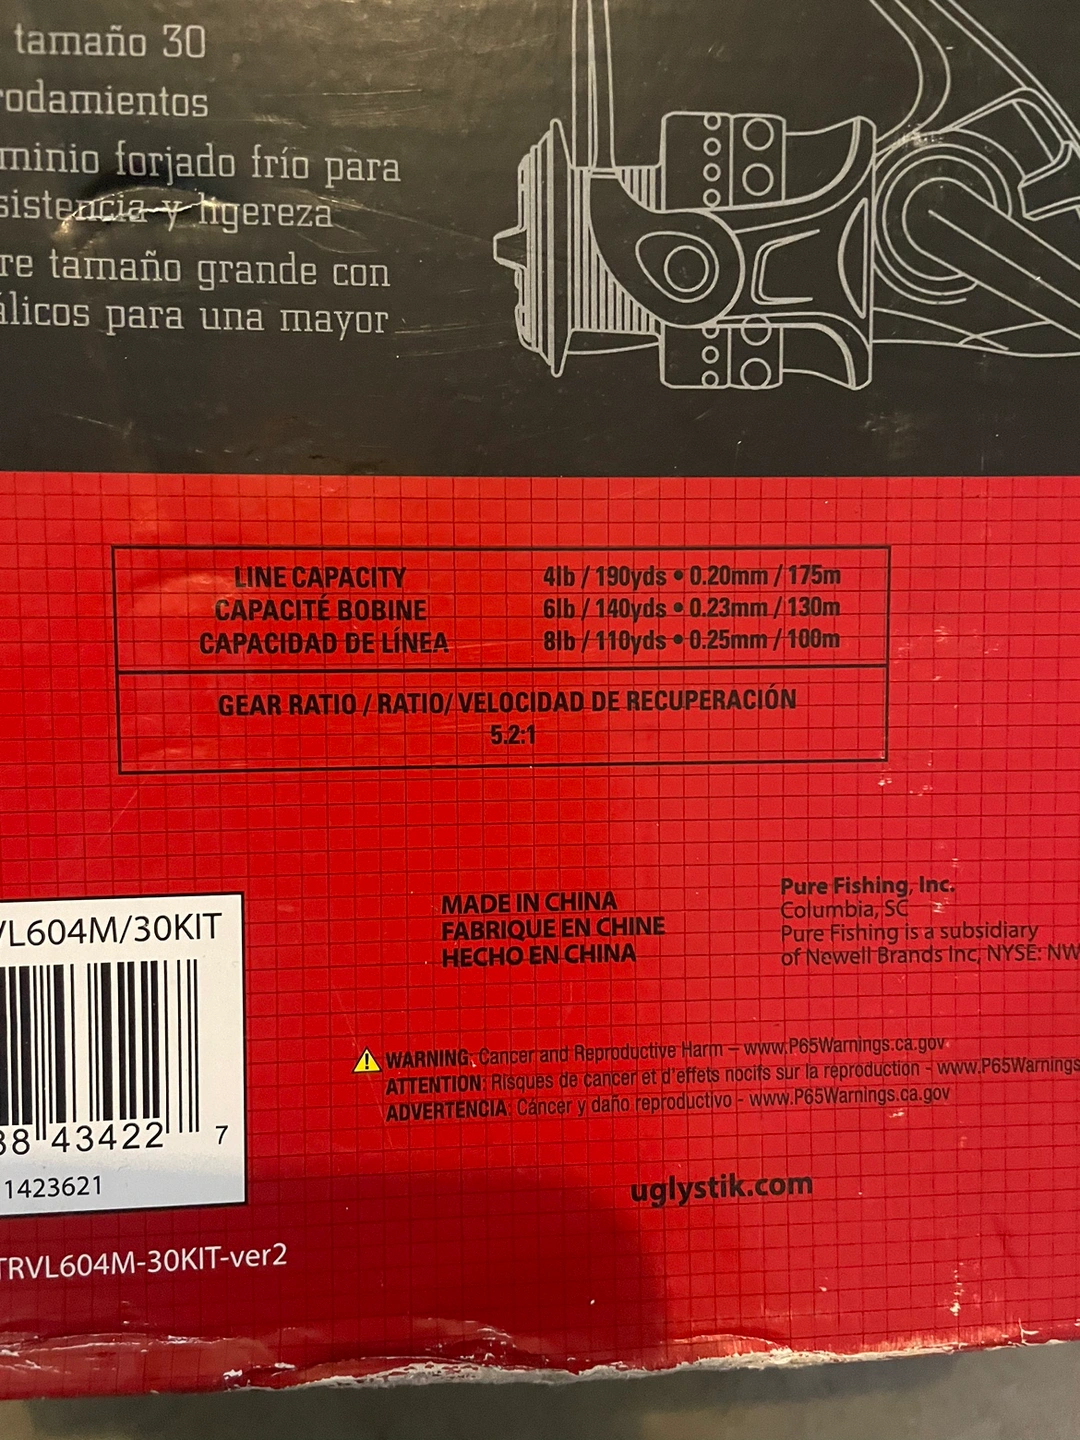 tamaño 30
rodamientos
minio forjado frío para
sistencia y ligereza
re tamaño grande con
álicos para una mayor
LINE CAPACITY
CAPACITÉ BOBINE
CAPACIDAD DE LÍNEA
4lb / 190yds • 0.20mm / 175m
6lb / 140yds • 0.23mm / 130m
8lb / 110yds • 0.25mm / 100m
GEAR RATIO / RATIO/ VELOCIDAD DE RECUPERACIÓN
5.2:1
VL604M/30KIT
38 43422 7
1423621
TRVL604M-30KIT-ver2
MADE IN CHINA
FABRIQUE EN CHINE
HECHO EN CHINA
Pure Fishing, Inc.
Columbia, SC
Pure Fishing is a subsidiary
of Newell Brands Inc, NYSE: NW
WARNING: Cancer and Reproductive Harm – www.P65Warnings.ca.gov
ATTENTION: Risques de cancer et d'effets nocifs sur la reproduction - www.P65Warnings
ADVERTENCIA: Cáncer y daño reproductivo - www.P65Warnings.ca.gov
uglystik.com